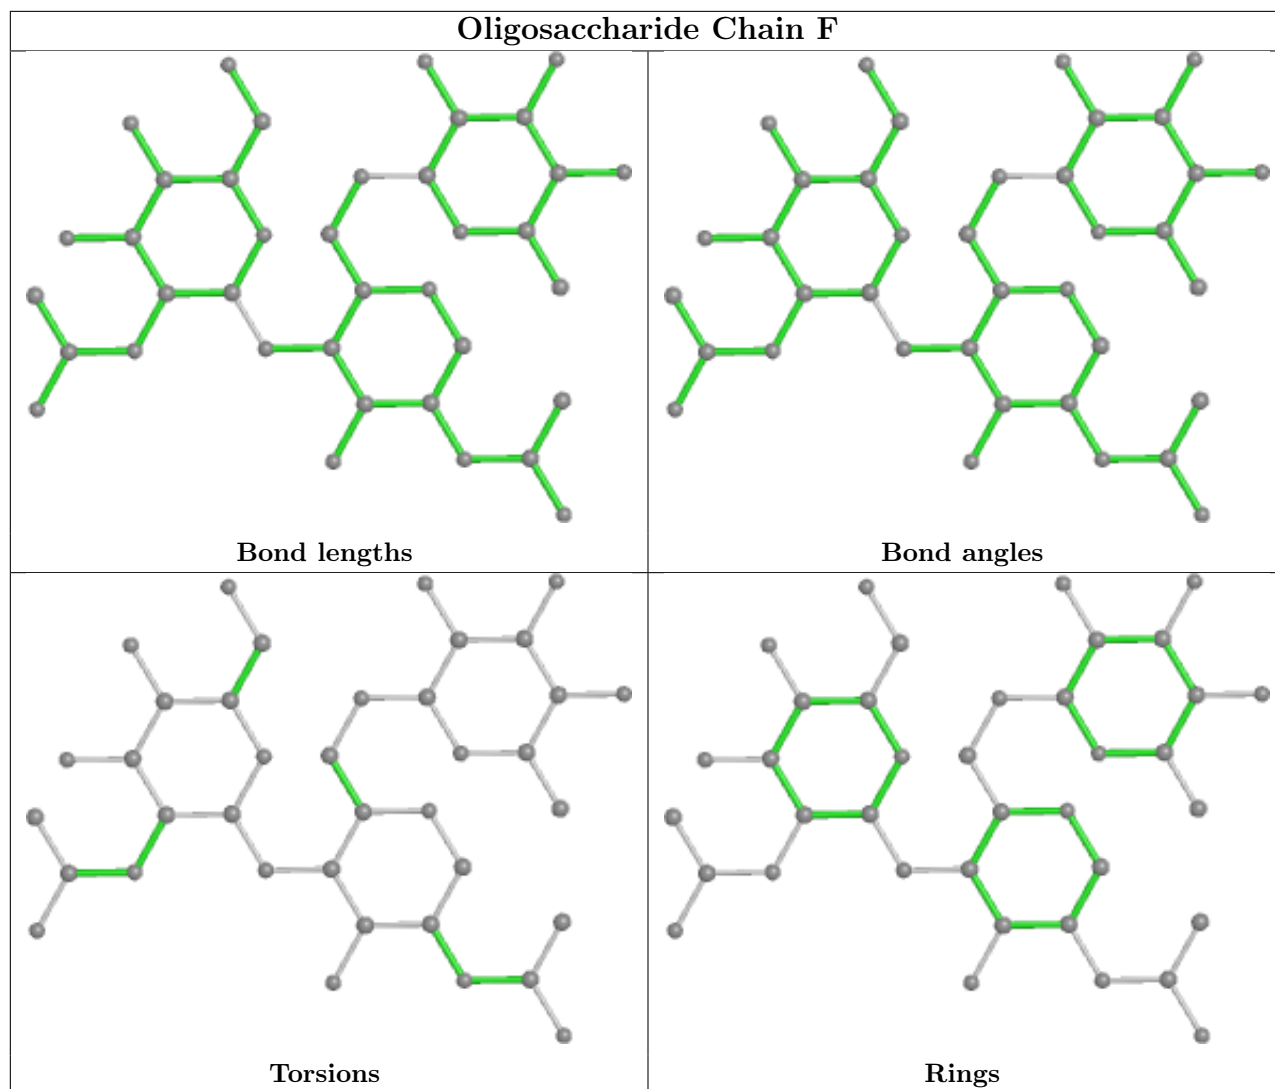 Oligosaccharide Chain F
Bond lengths
Bond angles
Torsions
Rings